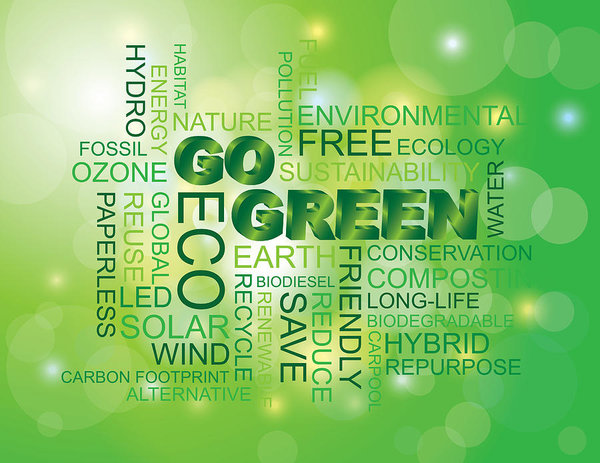 HYDRO
ENERGY
HABITAT
NATURE
POLLUTION
FUEL
ENVIRONMENTAL
FREE
ECOLOGY
FOSSIL
OZONE
GO
SUSTAINABILITY
WATER
PAPERLESS
REUSE
GLOBAL
ECO
GREEN
EARTH
FRIENDLY
CONSERVATION
BIODIESEL
COMPOSTIN
LED
RECYCLE
RENEWABLE
SAVE
REDUCE
LONG-LIFE
SOLAR
BIODEGRADABLE
WIND
CARPOOL
HYBRID
REPURPOSE
CARBON FOOTPRINT
ALTERNATIVE